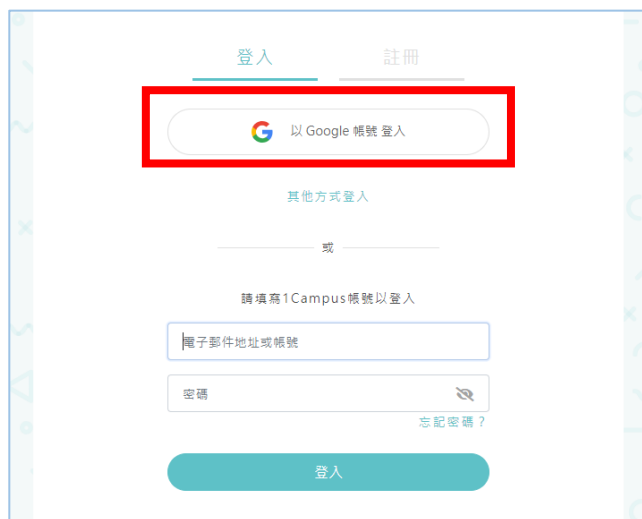 登入 註冊
以 Google 帳號 登入
其他方式登入
或
請填寫1Campus帳號以登入
電子郵件地址或帳號
密碼
忘記密碼？
登入